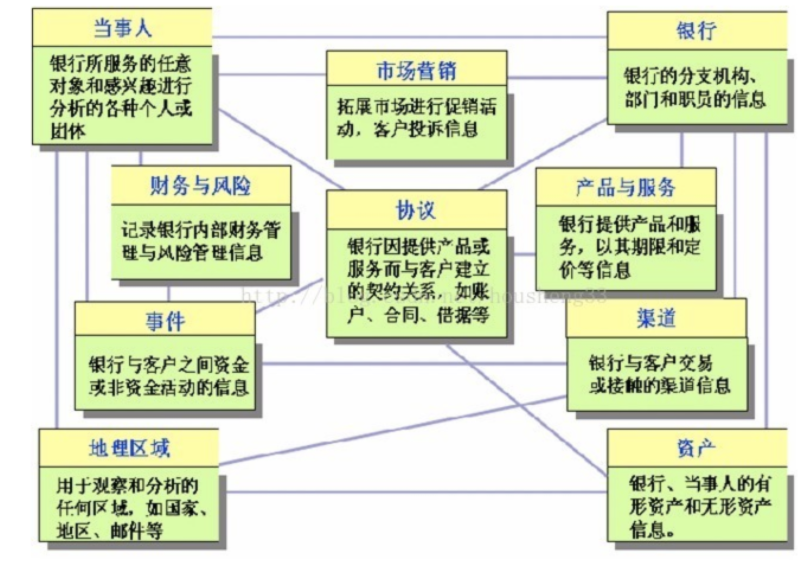 当事人
银行所服务的任意
对象和感兴趣进行
分析的各种个人或
团体
市场营销
拓展市场进行促销活
动，客户投诉信息
银行
银行的分支机构、
部门和职员的信息
财务与风险
记录银行内部财务管
理与风险管理信息
协议
银行因提供产品或
服务而与客户建立
的契约关系，如账
户、合同、借据等
产品与服务
银行提供产品和服
务，以其期限和定
价等信息
事件
银行与客户之间资金
或非资金活动的信息
渠道
银行与客户交易
或接触的渠道信息
地理区域
用于观察和分析的
任何区域，如国家、
地区、邮件等
资产
银行、当事人的有
形资产和无形资产
信息。